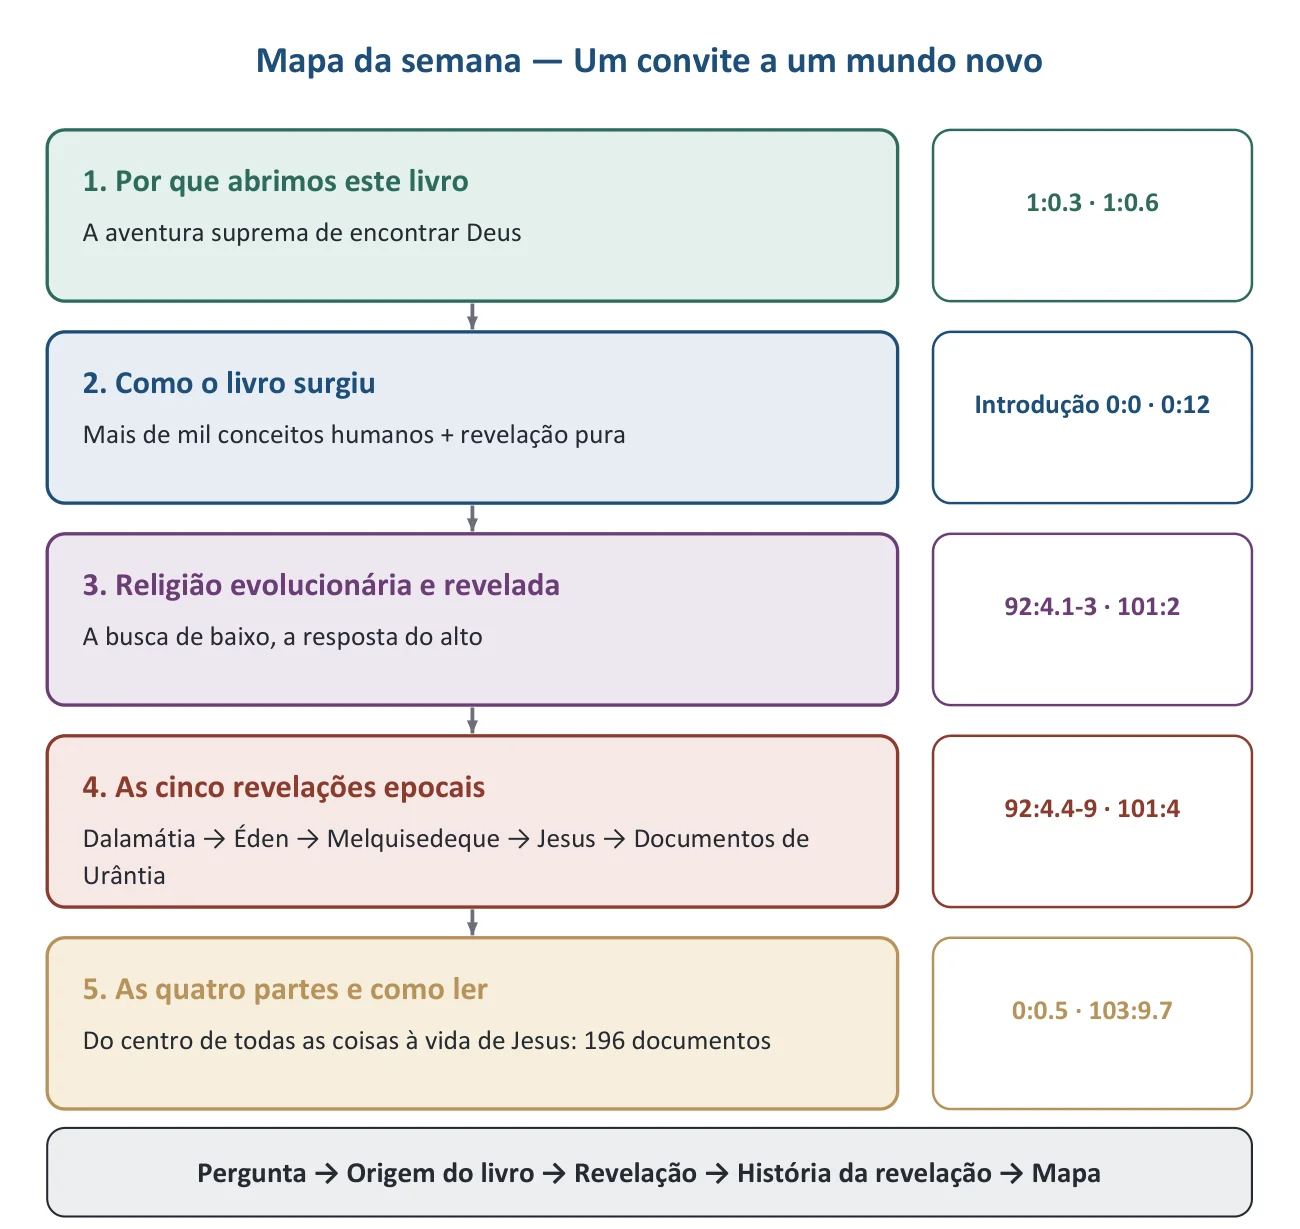 Mapa da semana — Um convite a um mundo novo
1. Por que abrimos este livro
A aventura suprema de encontrar Deus
1:0.3 · 1:0.6
2. Como o livro surgiu
Mais de mil conceitos humanos + revelação pura
Introdução 0:0 · 0:12
3. Religião evolucionária e revelada
A busca de baixo, a resposta do alto
92:4.1-3 · 101:2
4. As cinco revelações epocais
Dalamátia → Éden → Melquisedeque → Jesus → Documentos de
Urântia
92:4.4-9 · 101:4
5. As quatro partes e como ler
Do centro de todas as coisas à vida de Jesus: 196 documentos
0:0.5 · 103:9.7
Pergunta → Origem do livro → Revelação → História da revelação → Mapa